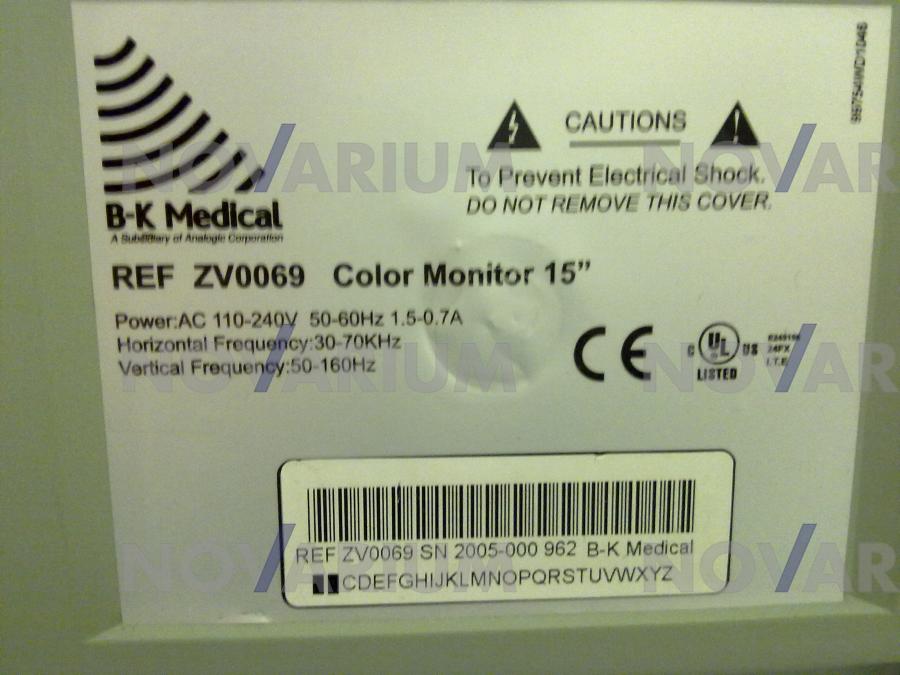 B-K Medical
A Subsidiary of Analogic Corporation
CAUTIONS
To Prevent Electrical Shock.
DO NOT REMOVE THIS COVER.
REF ZV0069 Color Monitor 15”
Power:AC 110-240V 50-60Hz 1.5-0.7A
Horizontal Frequency:30-70KHz
Vertical Frequency:50-160Hz
CE
C UL US
LISTED
I.T.E.
REF ZV0069 SN 2005-000 962 B-K Medical
CDEFGHIJKLMNOPQRSTUVWXYZ
NOVARIUM